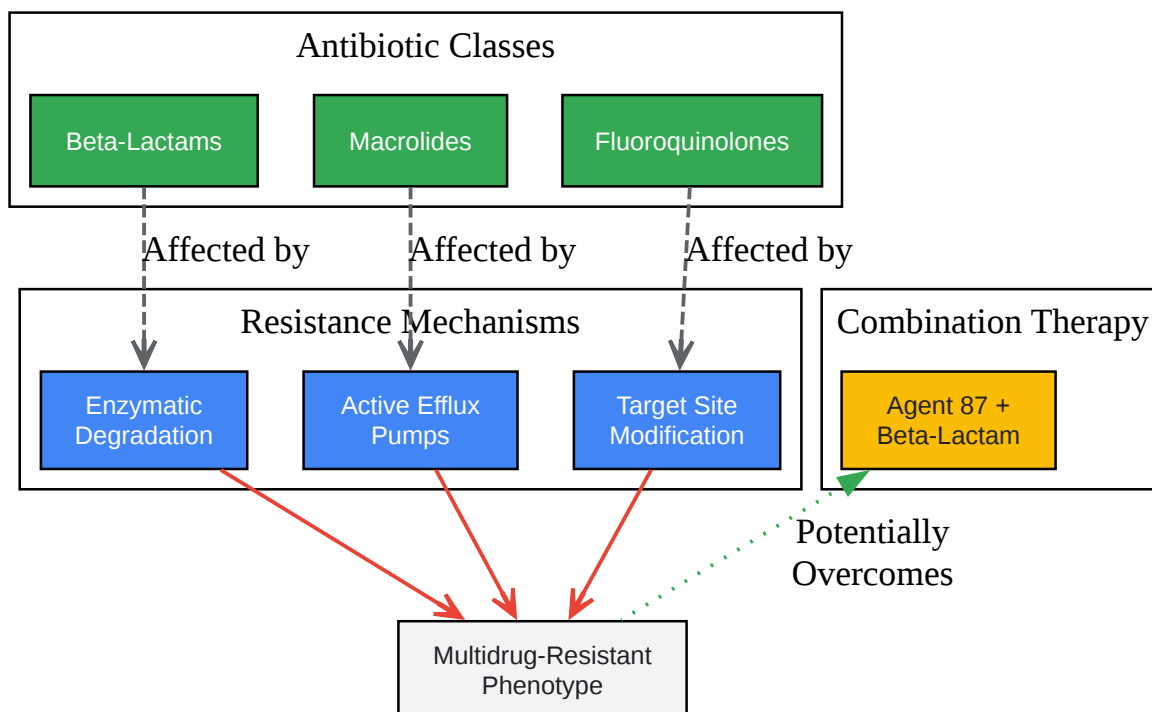 Antibiotic Classes
Beta-Lactams
Macrolides
Fluoroquinolones
Affected by
Affected by
Affected by
Resistance Mechanisms
Combination Therapy
Enzymatic
Degradation
Active Efflux
Pumps
Target Site
Modification
Agent 87 +
Beta-Lactam
Potentially
Overcomes
Multidrug-Resistant
Phenotype